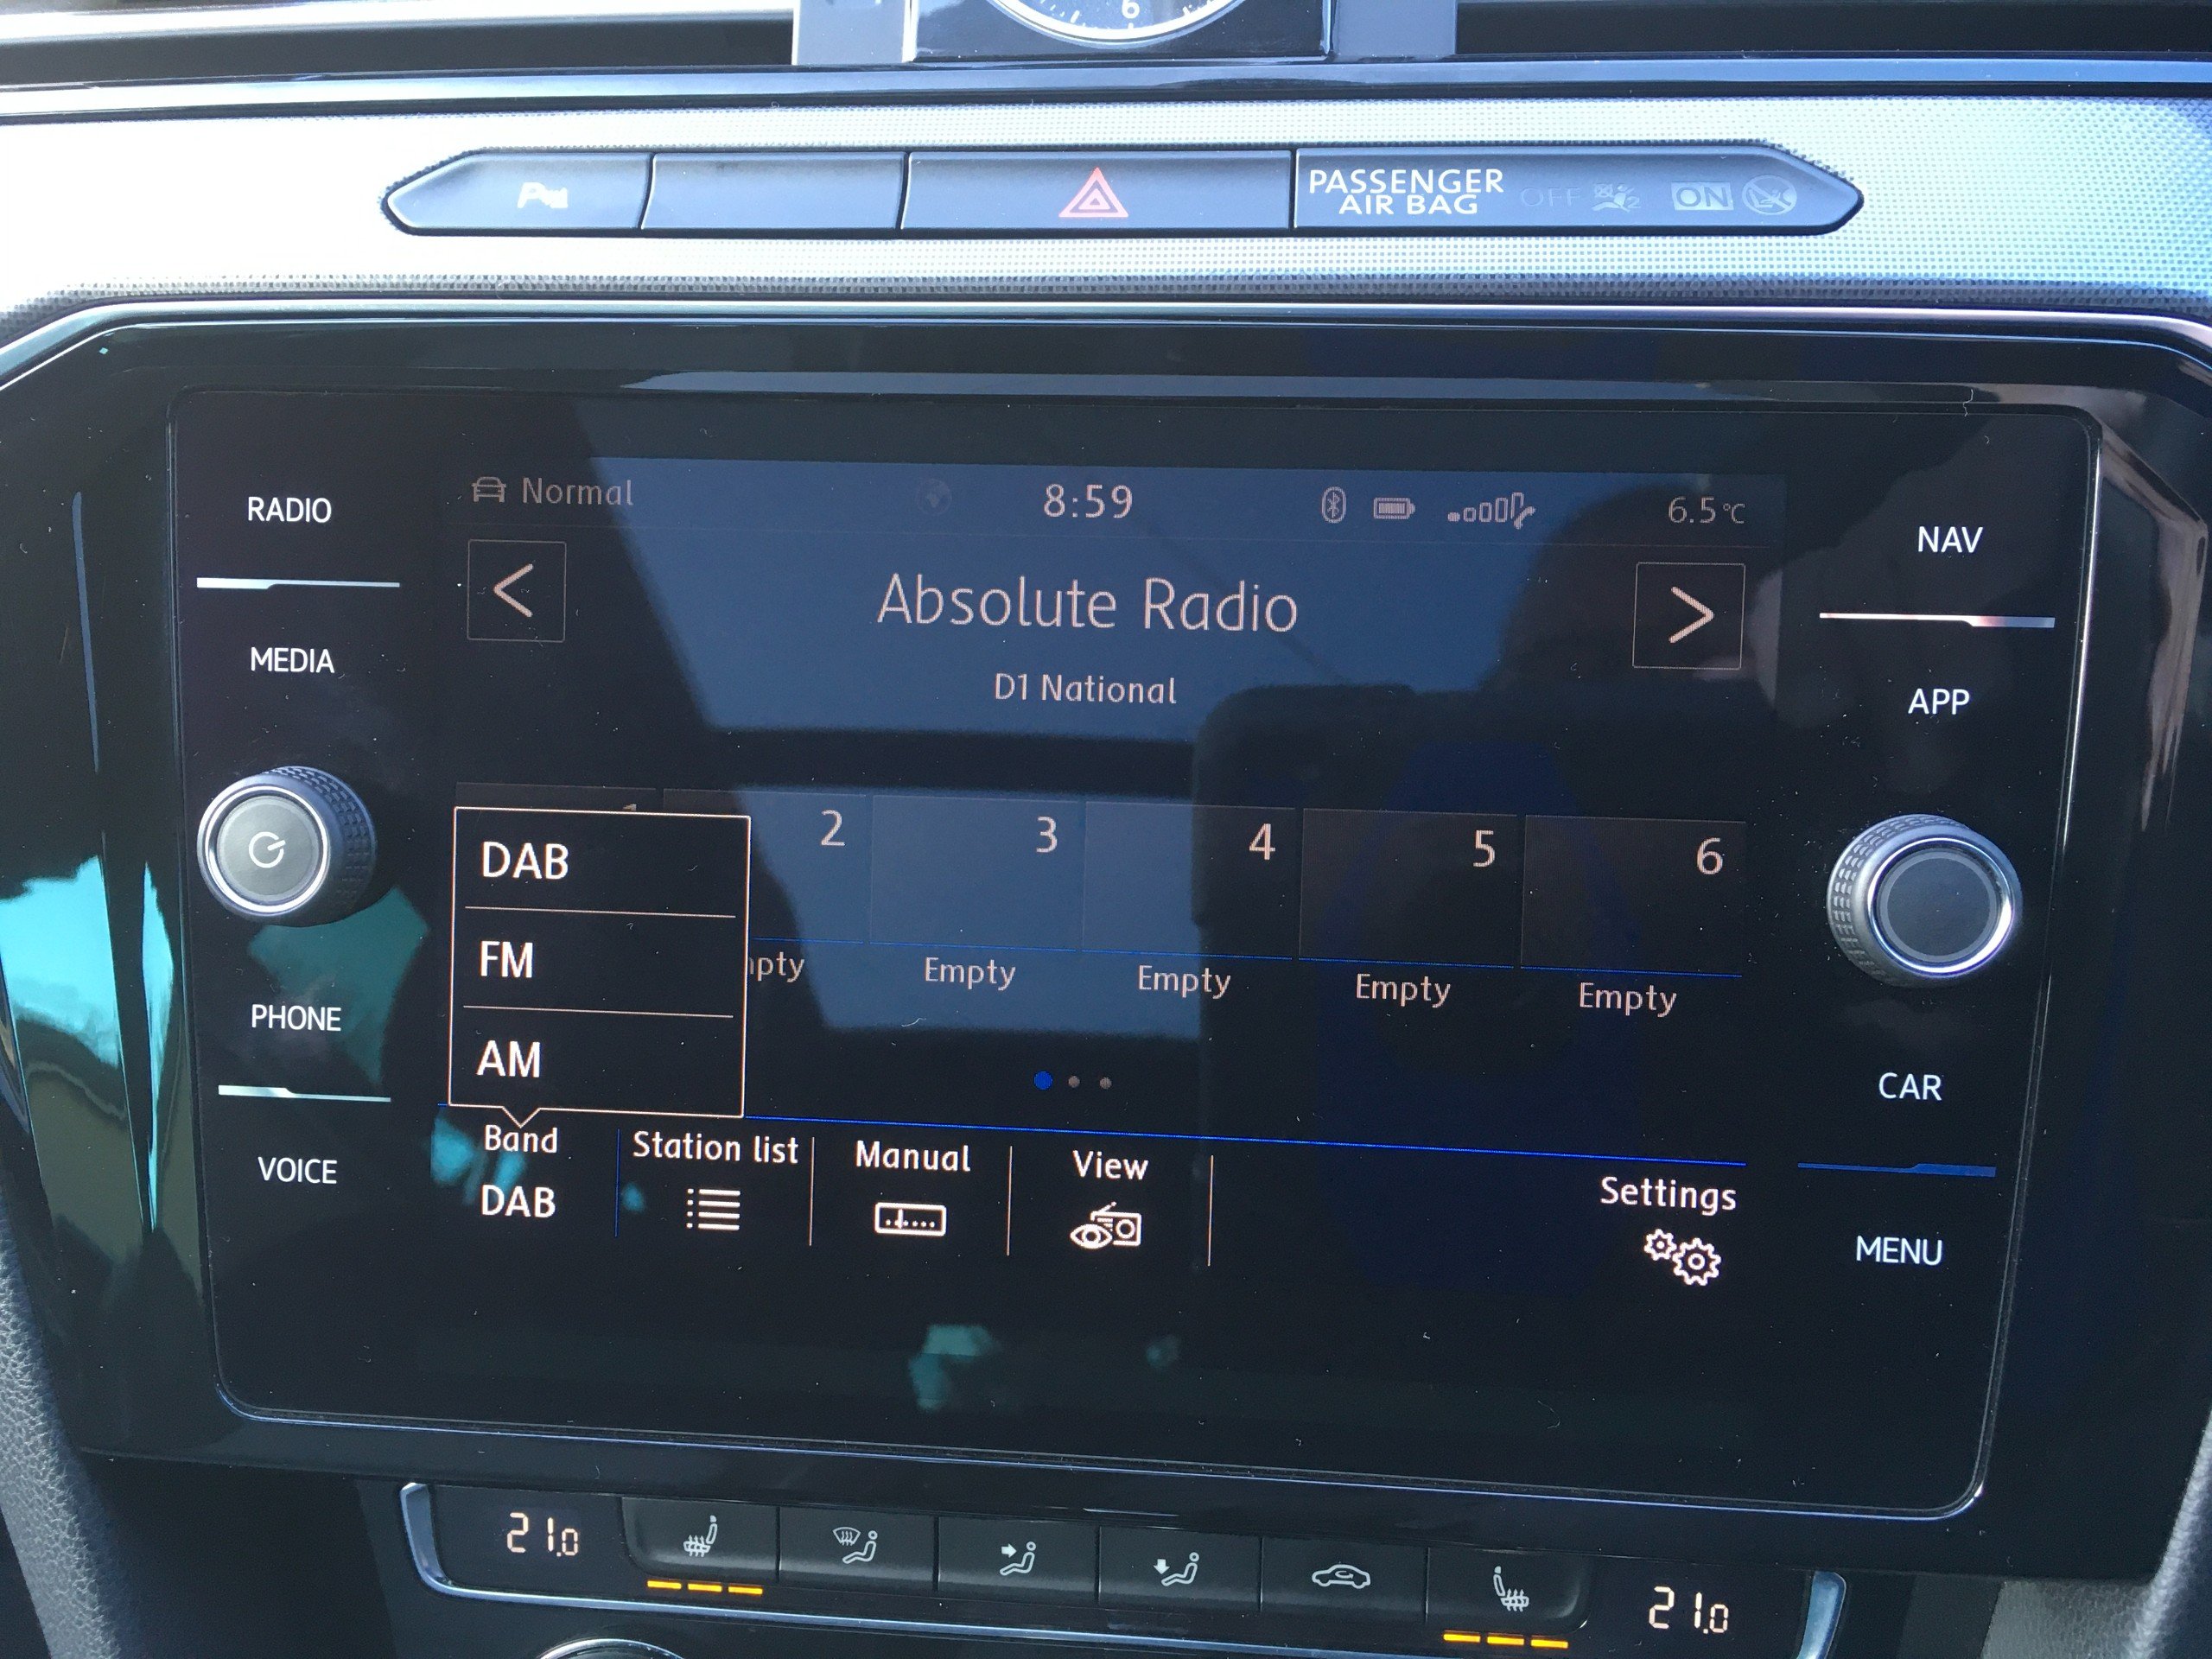 6
PASSENGER
AIR BAG
OFF
2
ON
RADIO
MEDIA
PHONE
VOICE
NAV
APP
CAR
MENU
Normal
8:59
6.5°C
<
Absolute Radio
>
D1 National
2
3
4
5
6
DAB
FM
AM
Empty
Empty
Empty
Empty
Band
DAB
Station list
Manual
View
Settings
21.0
21.0